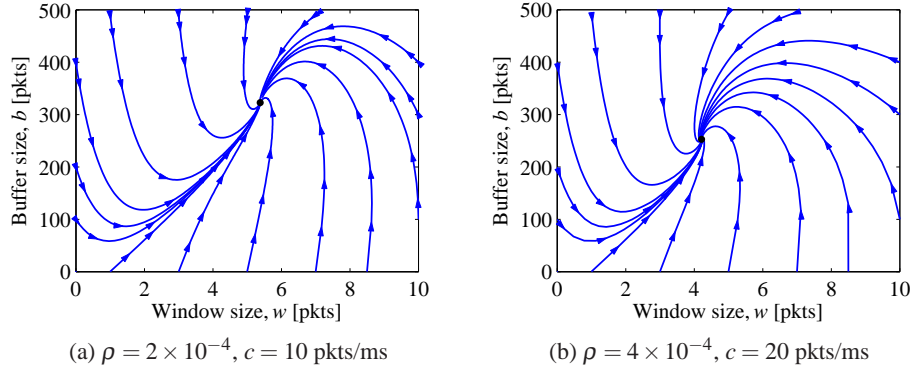 500
400
300
200
100
0
Buffer size, b [pkts]
0 2 4 6 8 10
Window size, w [pkts]
(a) ρ = 2 × 10⁻⁴, c = 10 pkts/ms
500
400
300
200
100
0
Buffer size, b [pkts]
0 2 4 6 8 10
Window size, w [pkts]
(b) ρ = 4 × 10⁻⁴, c = 20 pkts/ms